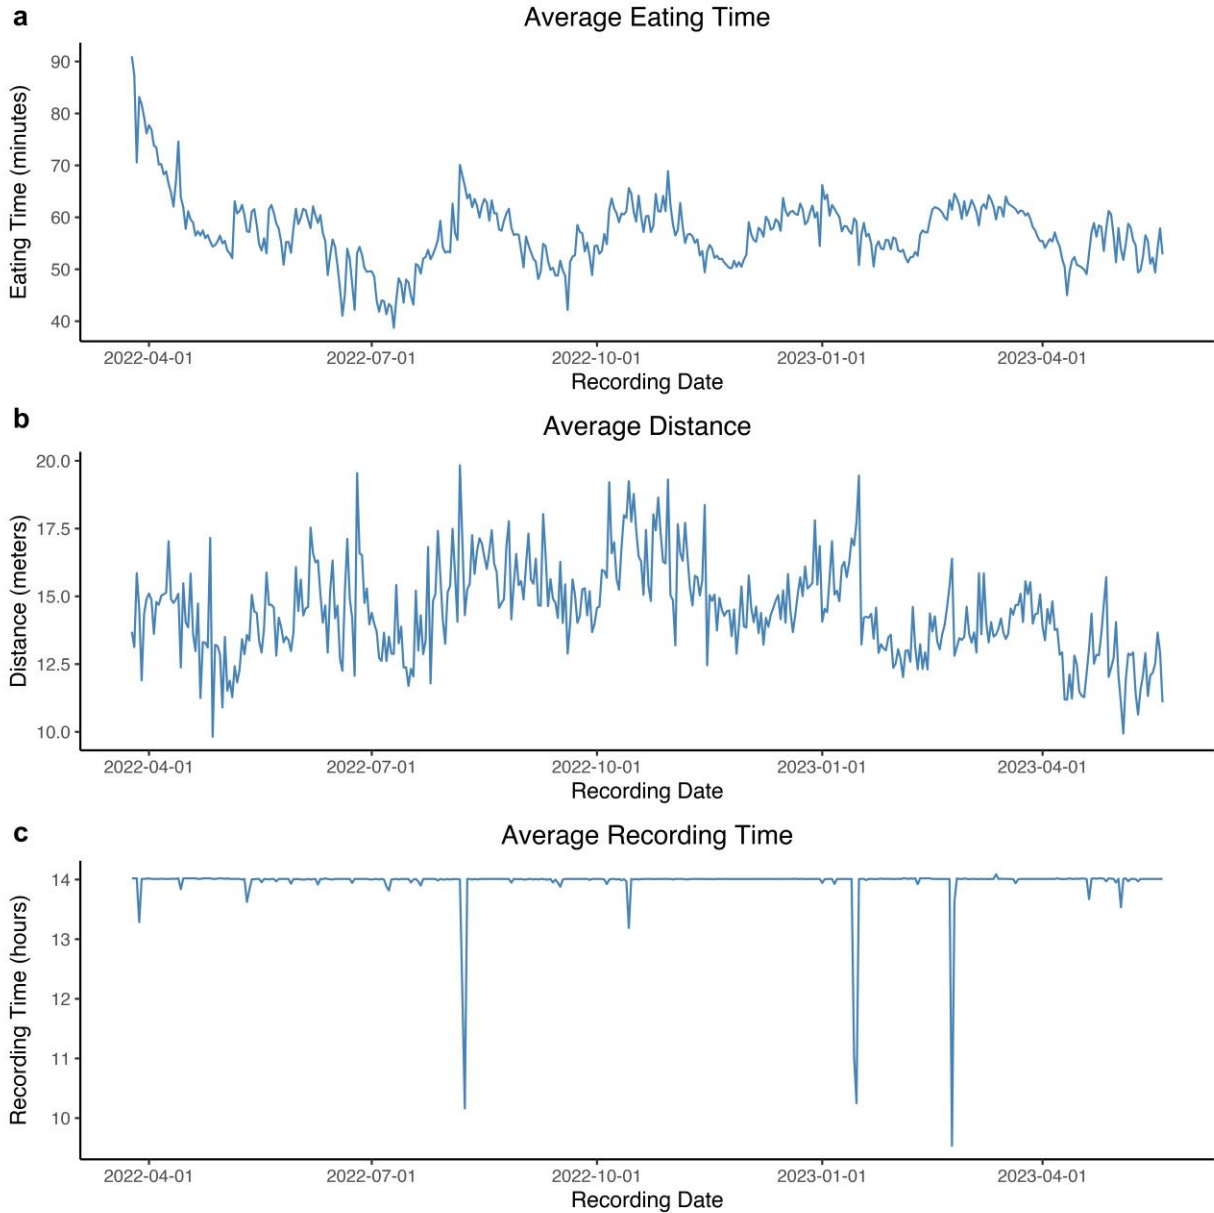 a
Average Eating Time
Eating Time (minutes)
90
80
70
60
50
40
2022-04-01 2022-07-01 2022-10-01 2023-01-01 2023-04-01
Recording Date
b
Average Distance
Distance (meters)
20.0
17.5
15.0
12.5
10.0
2022-04-01 2022-07-01 2022-10-01 2023-01-01 2023-04-01
Recording Date
c
Average Recording Time
Recording Time (hours)
14
13
12
11
10
2022-04-01 2022-07-01 2022-10-01 2023-01-01 2023-04-01
Recording Date